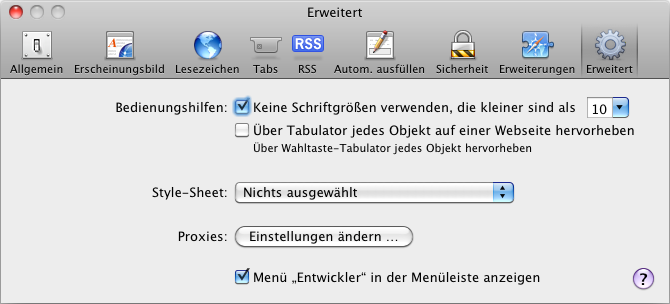 Erweitert
RSS
Allgemein Erscheinungsbild Lesezeichen Tabs RSS Autom. ausfüllen Sicherheit Erweiterungen Erweitert
Bedienungshilfen: Keine Schriftgrößen verwenden, die kleiner sind als 10
Über Tabulator jedes Objekt auf einer Webseite hervorheben
Über Wahltaste-Tabulator jedes Objekt hervorheben
Style-Sheet: Nichts ausgewählt
Proxies: Einstellungen ändern ...
Menü „Entwickler“ in der Menüleiste anzeigen ?